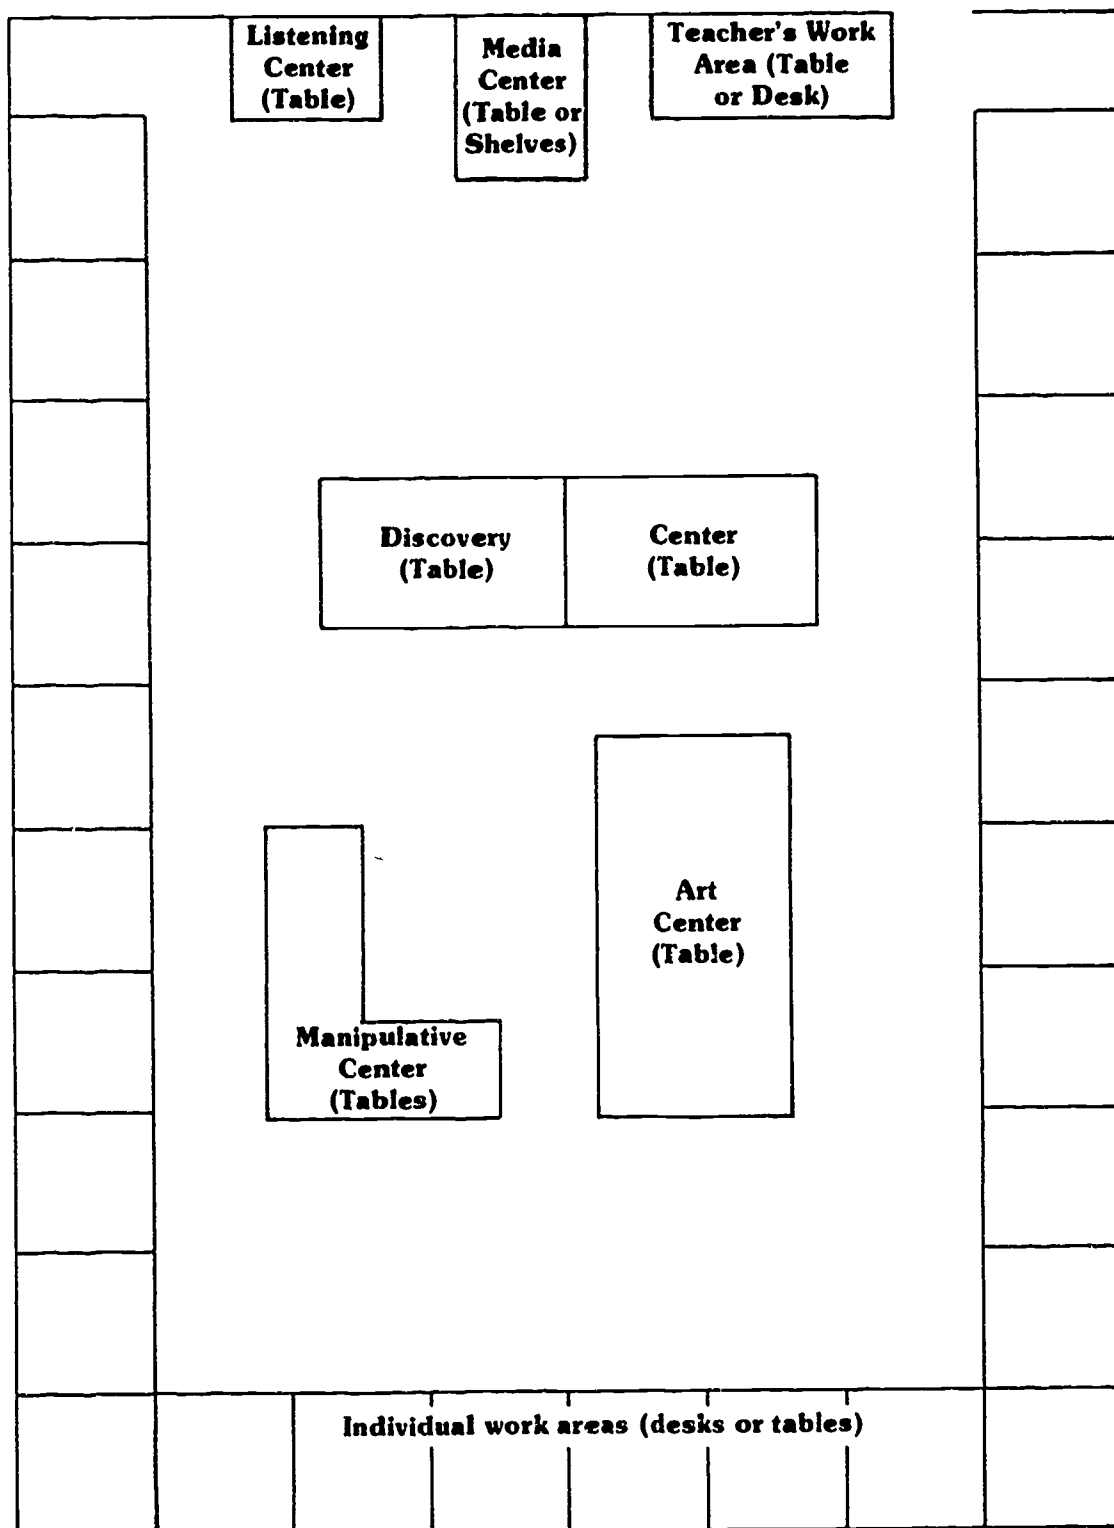 Listening
Center
(Table)
Media
Center
(Table or
Shelves)
Teacher's Work
Area (Table
or Desk)
Discovery
(Table)
Center
(Table)
Art
Center
(Table)
Manipulative
Center
(Tables)
Individual work areas (desks or tables)